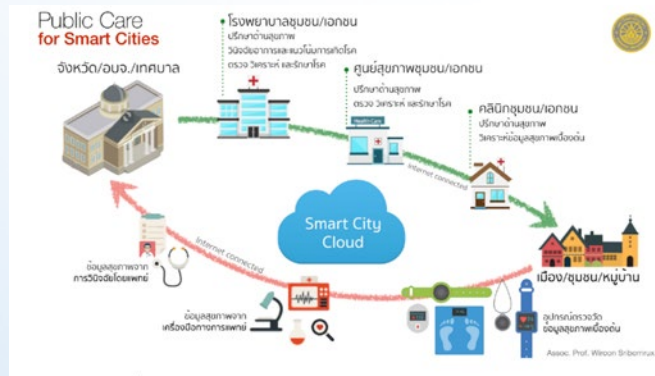 Public Care
for Smart Cities
จังหวัด/อบจ./เทศบาล
โรงพยาบาลชุมชน/เอกชน
ปรึกษาด้านสุขภาพ
วินิจฉัยอาการและแนวโน้มการเกิดโรค
ตรวจ วิเคราะห์ และรักษาโรค
ศูนย์สุขภาพชุมชน/เอกชน
ปรึกษาด้านสุขภาพ
ตรวจ วิเคราะห์ และรักษาโรค
คลินิกชุมชน/เอกชน
ปรึกษาด้านสุขภาพ
วิเคราะห์ข้อมูลสุขภาพเบื้องต้น
Health Care
Internet connected
Smart City
Cloud
Internet connected
เมือง/ชุมชน/หมู่บ้าน
ข้อมูลสุขภาพจาก
การวินิจฉัยโดยแพทย์
ข้อมูลสุขภาพจาก
เครื่องมือทางการแพทย์
อุปกรณ์ตรวจวัด
ข้อมูลสุขภาพเบื้องต้น
Assoc. Prof. Wiroon Sriborrirux